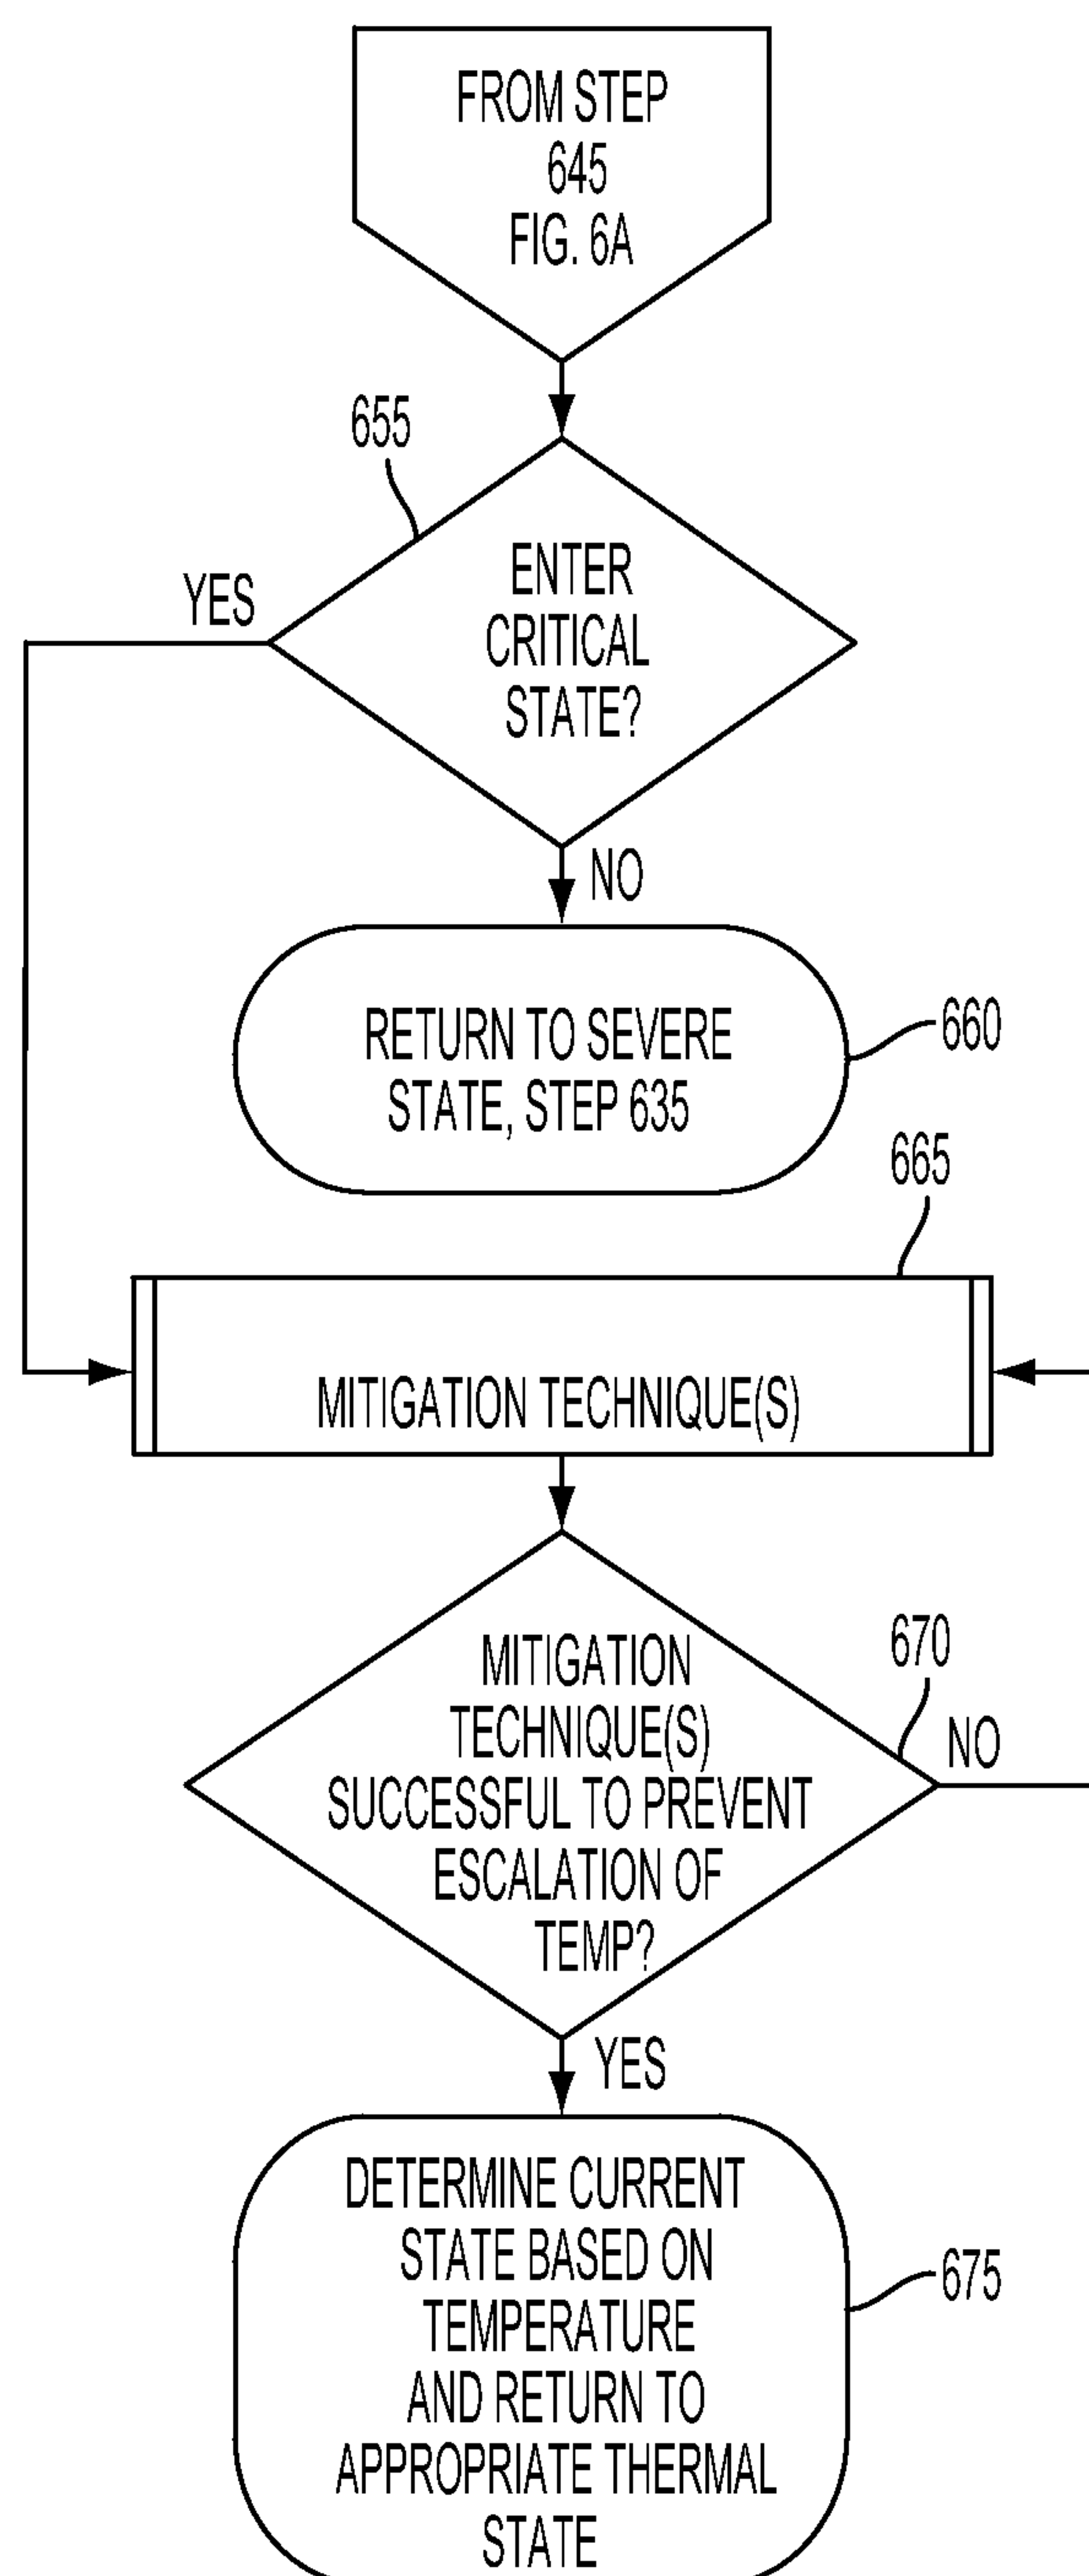 FROM STEP
645
FIG. 6A
655
YES
ENTER
CRITICAL
STATE?
NO
RETURN TO SEVERE
STATE, STEP 635
660
665
MITIGATION TECHNIQUE(S)
670
NO
MITIGATION
TECHNIQUE(S)
SUCCESSFUL TO PREVENT
ESCALATION OF
TEMP?
YES
DETERMINE CURRENT
STATE BASED ON
TEMPERATURE
AND RETURN TO
APPROPRIATE THERMAL
STATE
675